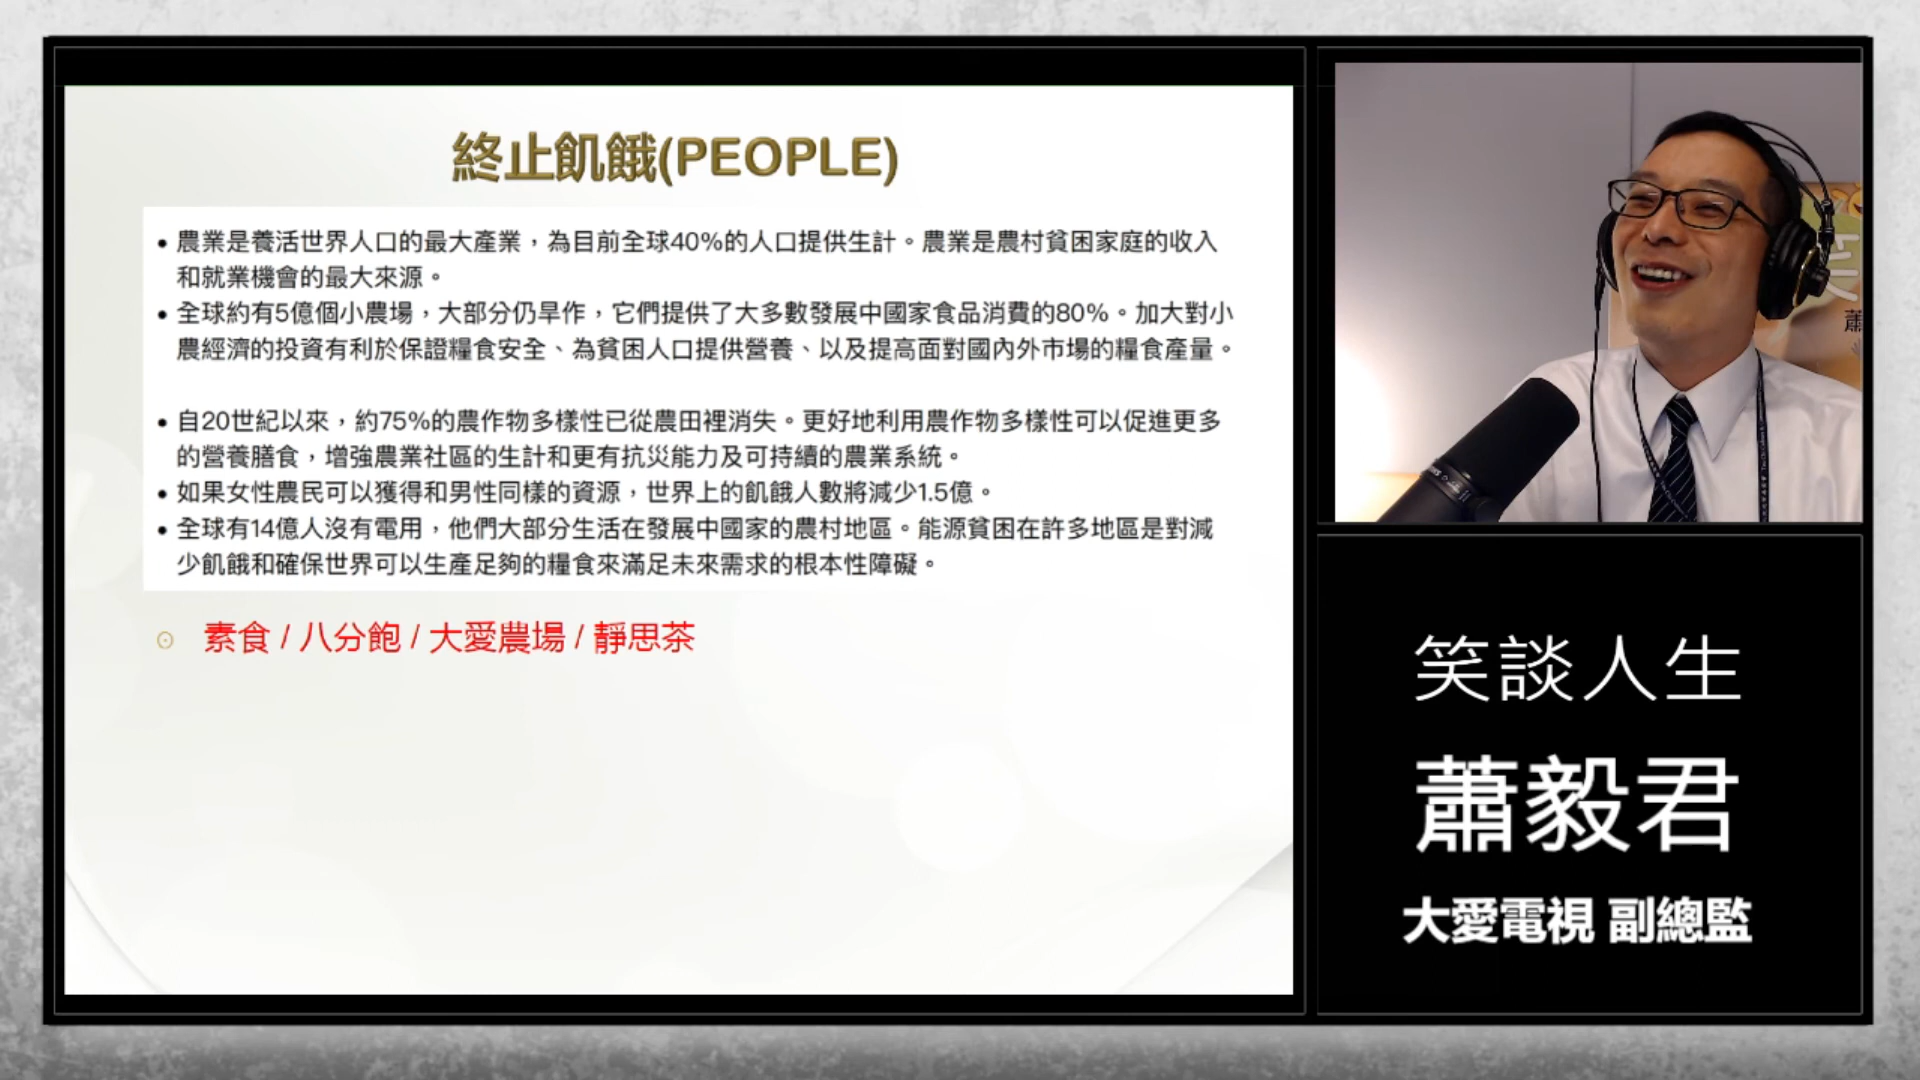 終止飢餓(PEOPLE)
• 農業是養活世界人口的最大產業，為目前全球40%的人口提供生計。農業是農村貧困家庭的收入
和就業機會的最大來源。
• 全球約有5億個小農場，大部分仍旱作，它們提供了大多數發展中國家食品消費的80%。加大對小
農經濟的投資有利於保證糧食安全、為貧困人口提供營養、以及提高面對國內外市場的糧食產量。
• 自20世紀以來，約75%的農作物多樣性已從農田裡消失。更好地利用農作物多樣性可以促進更多
的營養膳食，增強農業社區的生計和更有抗災能力及可持續的農業系統。
• 如果女性農民可以獲得和男性同樣的資源，世界上的飢餓人數將減少1.5億。
• 全球有14億人沒有電用，他們大部分生活在發展中國家的農村地區。能源貧困在許多地區是對減
少飢餓和確保世界可以生產足夠的糧食來滿足未來需求的根本性障礙。
素食 / 八分飽 / 大愛農場 / 靜思茶
笑談人生
蕭毅君
大愛電視 副總監